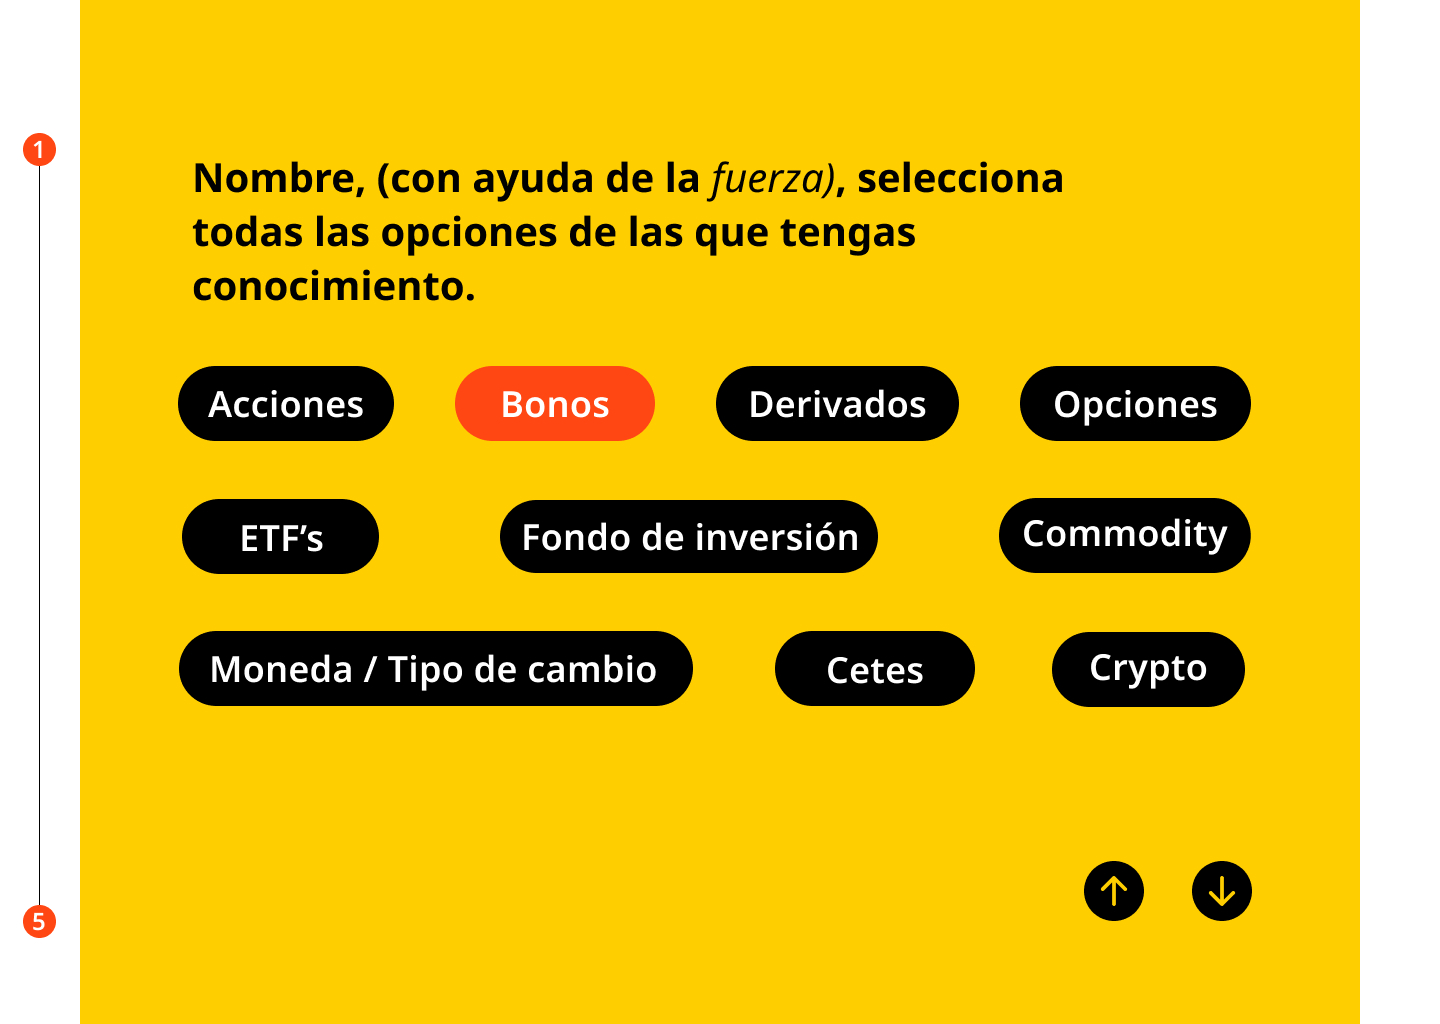 1
Nombre, (con ayuda de la fuerza), selecciona
todas las opciones de las que tengas
conocimiento.
Acciones
Bonos
Derivados
Opciones
ETF’s
Fondo de inversión
Commodity
Moneda / Tipo de cambio
Cetes
Crypto
5